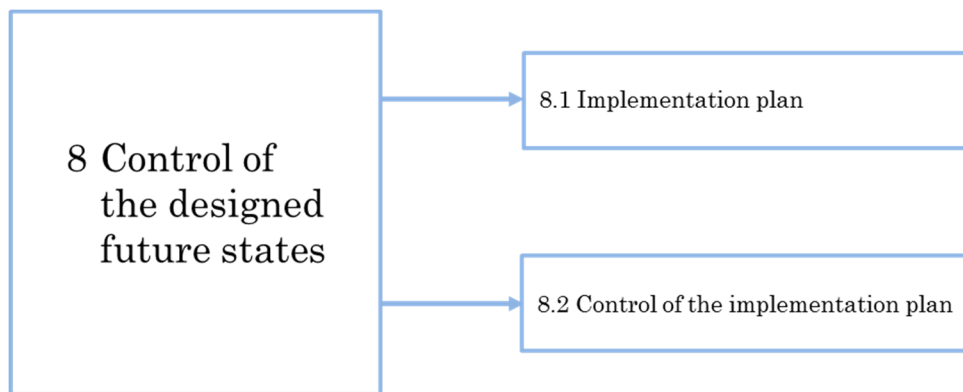 8 Control of
the designed
future states
8.1 Implementation plan
8.2 Control of the implementation plan